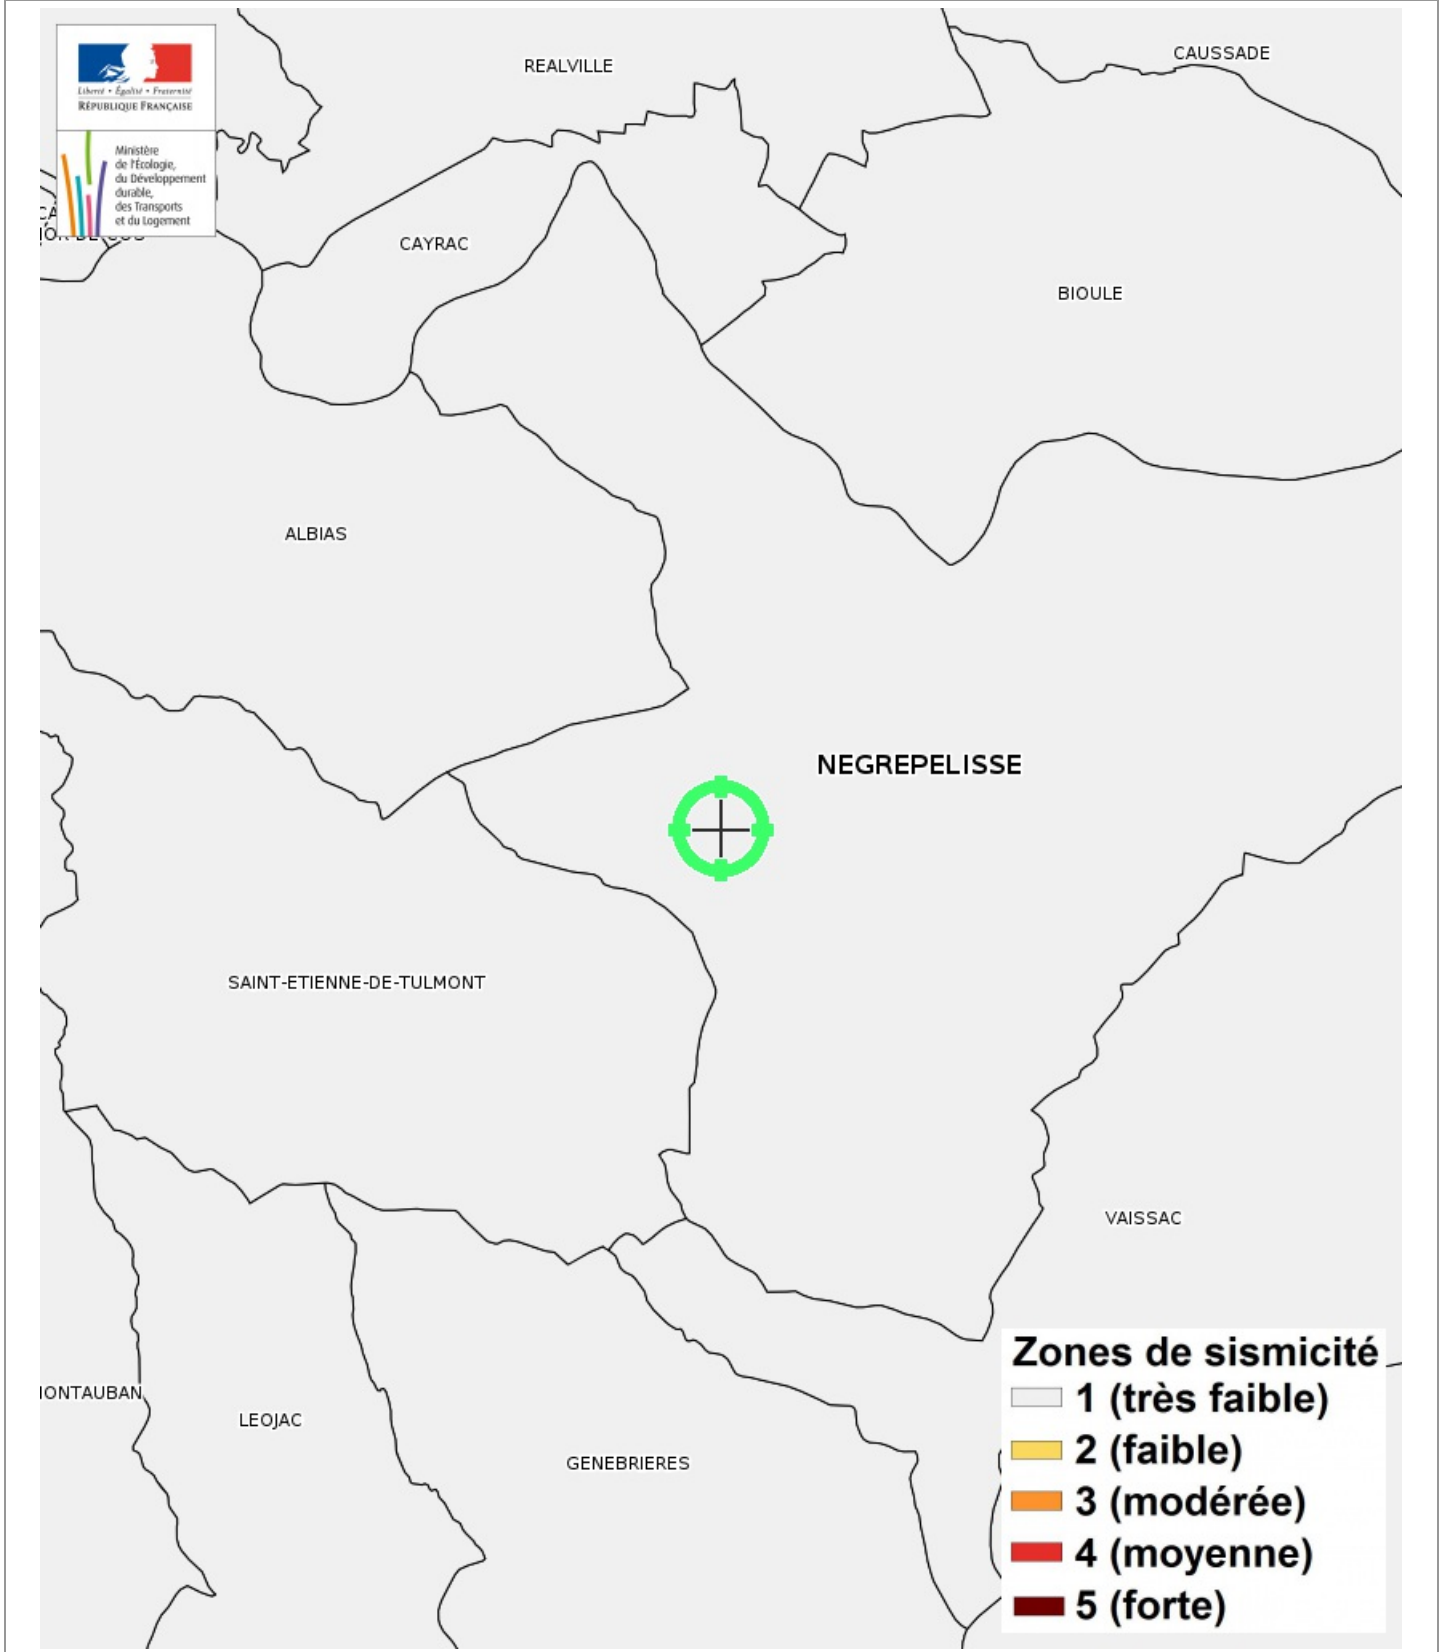 Liberté • Égalité • Fraternité
RÉPUBLIQUE FRANÇAISE
Ministère
de l'Écologie,
du Développement
durable,
des Transports
et du Logement
REALVILLE
CAUSSADE
CAYRAC
BIOULE
ALBIAS
NEGREPELISSE
SAINT-ETIENNE-DE-TULMONT
VAISSAC
ONTAUBAN
LEOJAC
GENEBRIERES
Zones de sismicité
1 (très faible)
2 (faible)
3 (modérée)
4 (moyenne)
5 (forte)